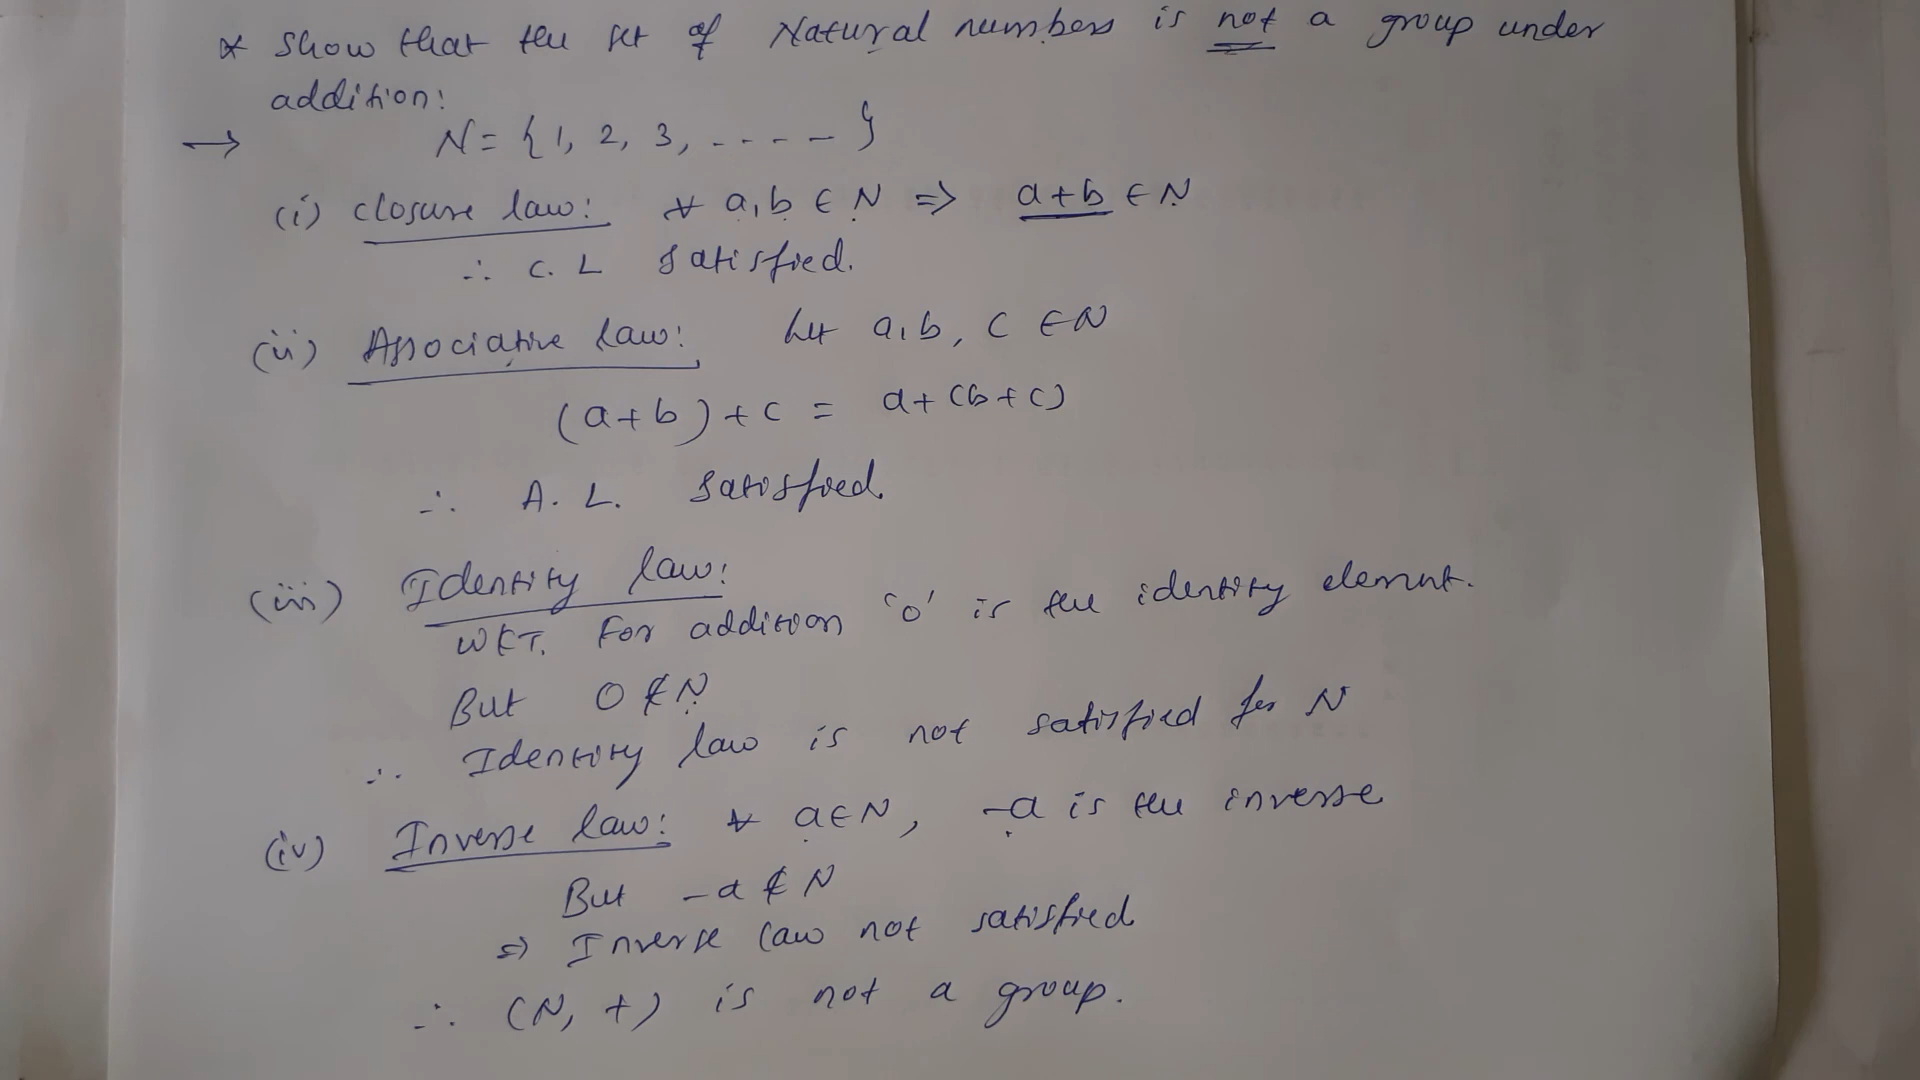 * Show that the set of Natural numbers is not a group under
addition:
→ N = {1, 2, 3, ----- }
(i) closure law: ∀ a, b ∈ N ⇒ a+b ∈ N
∴ C. L satisfied.
(ii) Associative law: Let a, b, c ∈ N
(a+b)+c = a+(b+c)
∴ A. L. satisfied.
(iii) Identity law:
WKT. For addition 'o' is the identity element.
But 0 ∉ N
∴ Identity law is not satisfied for N
(iv) Inverse law: ∀ a ∈ N, -a is the inverse
But -a ∉ N
⇒ Inverse law not satisfied
∴ (N, +) is not a group.